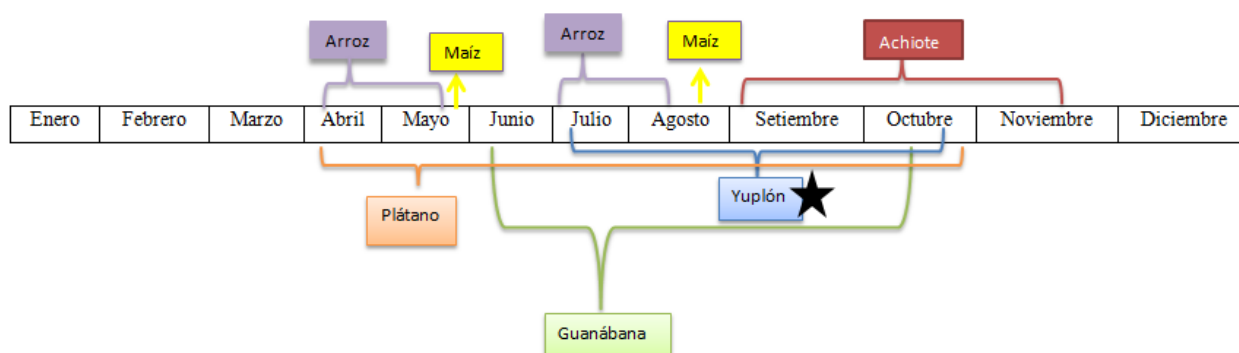 Arroz
Maíz
Arroz
Maíz
Achiote
Enero Febrero Marzo Abril Mayo Junio Julio Agosto Setiembre Octubre Noviembre Diciembre
Plátano
Yuplón
Guanábana